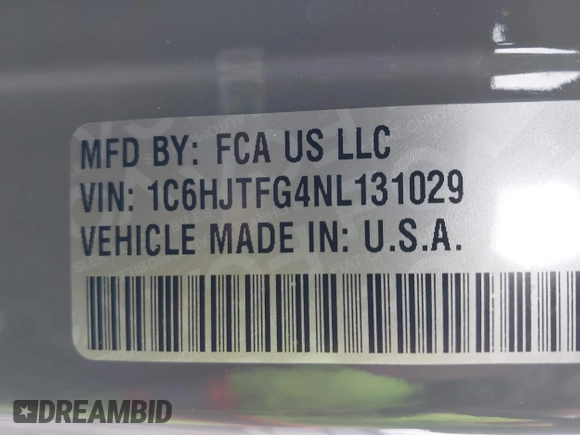 MFD BY: FCA US LLC
VIN: 1C6HJTFG4NL131029
VEHICLE MADE IN: U.S.A.
DREAMBID